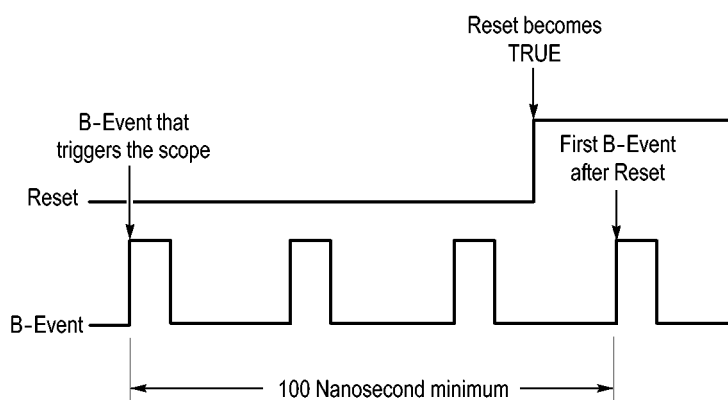 Reset becomes
TRUE
B-Event that
triggers the scope
First B-Event
after Reset
Reset
B-Event
100 Nanosecond minimum